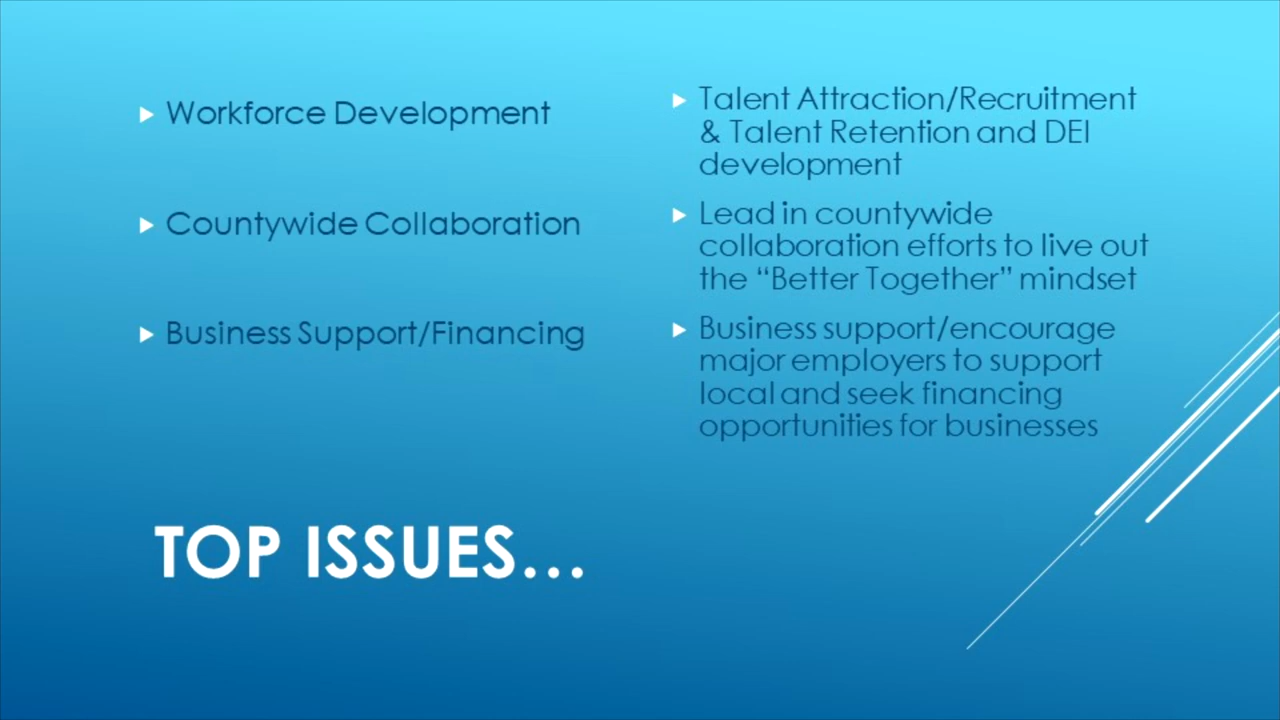 Workforce Development
Countywide Collaboration
Business Support/Financing
Talent Attraction/Recruitment
& Talent Retention and DEI
development
Lead in countywide
collaboration efforts to live out
the “Better Together” mindset
Business support/encourage
major employers to support
local and seek financing
opportunities for businesses
TOP ISSUES...